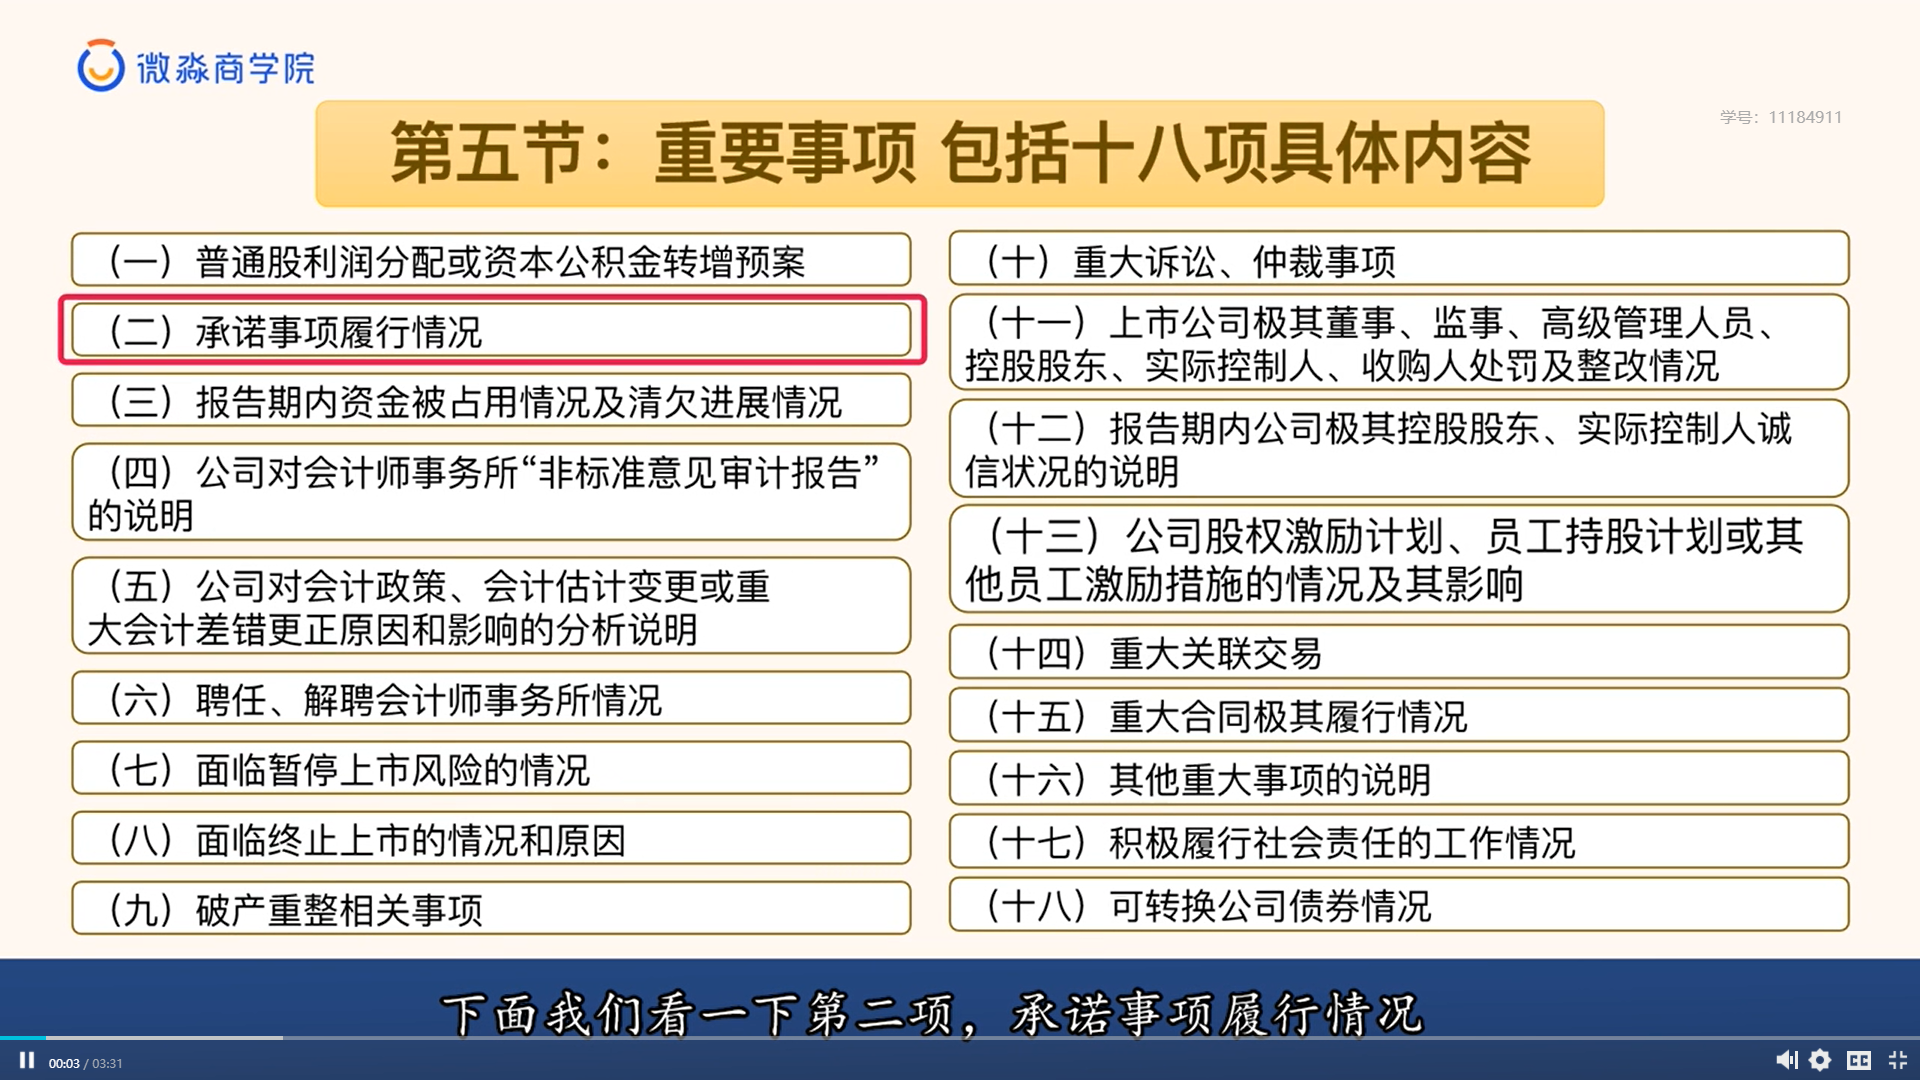 微淼商学院
学号：11184911
第五节：重要事项 包括十八项具体内容
（一）普通股利润分配或资本公积金转增预案
（二）承诺事项履行情况
（三）报告期内资金被占用情况及清欠进展情况
（四）公司对会计师事务所“非标准意见审计报告”
的说明
（五）公司对会计政策、会计估计变更或重
大会计差错更正原因和影响的分析说明
（六）聘任、解聘会计师事务所情况
（七）面临暂停上市风险的情况
（八）面临终止上市的情况和原因
（九）破产重整相关事项
（十）重大诉讼、仲裁事项
（十一）上市公司极其董事、监事、高级管理人员、
控股股东、实际控制人、收购人处罚及整改情况
（十二）报告期内公司极其控股股东、实际控制人诚
信状况的说明
（十三）公司股权激励计划、员工持股计划或其
他员工激励措施的情况及其影响
（十四）重大关联交易
（十五）重大合同极其履行情况
（十六）其他重大事项的说明
（十七）积极履行社会责任的工作情况
（十八）可转换公司债券情况
下面我们看一下第二项，承诺事项履行情况
00:03 / 03:31
CC